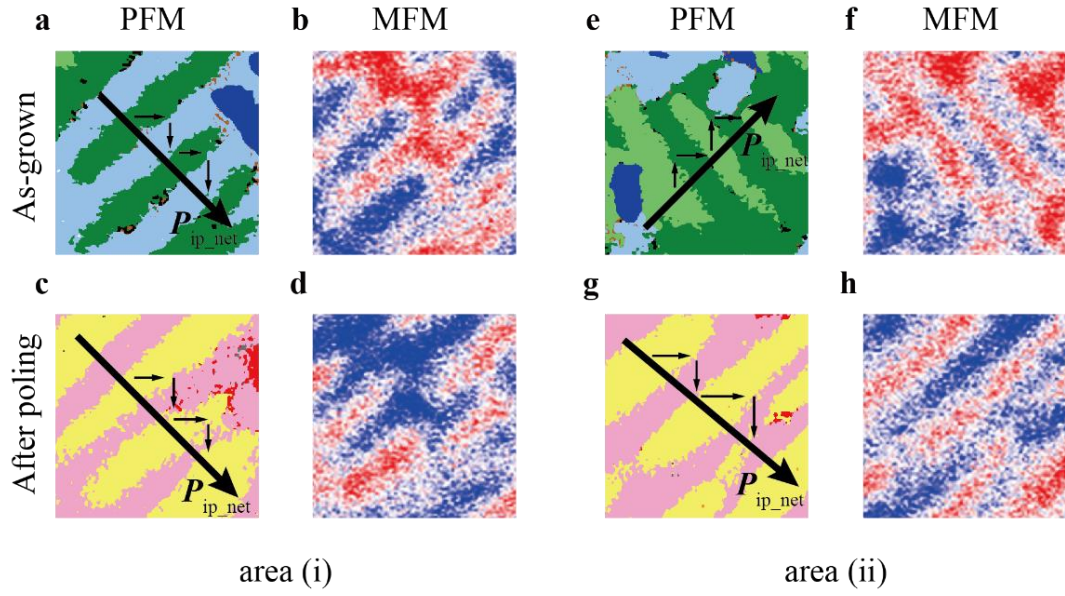 a PFM b MFM e PFM f MFM
As-grown
P ip_net
P ip_net
c d g h
After poling
P ip_net
P ip_net
area (i) area (ii)